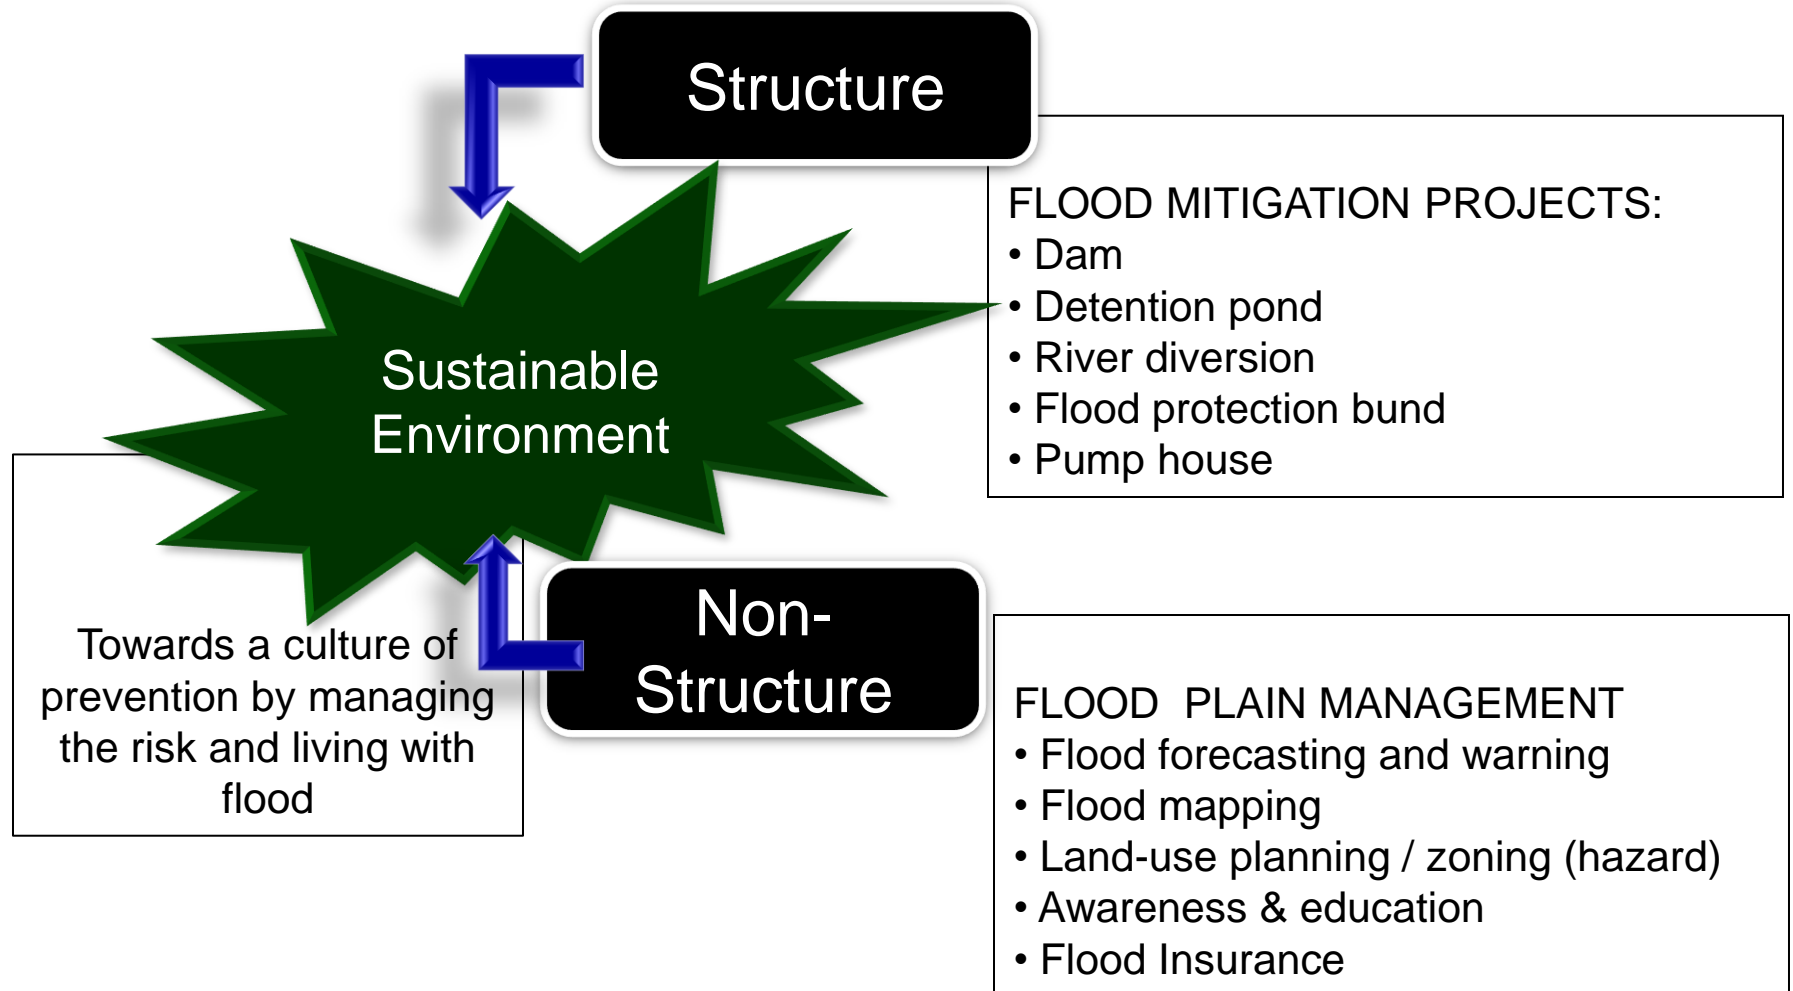 Structure
FLOOD MITIGATION PROJECTS:
• Dam
• Detention pond
• River diversion
• Flood protection bund
• Pump house
Sustainable
Environment
Towards a culture of
prevention by managing
the risk and living with
flood
Non-
Structure
FLOOD PLAIN MANAGEMENT
• Flood forecasting and warning
• Flood mapping
• Land-use planning / zoning (hazard)
• Awareness & education
• Flood Insurance